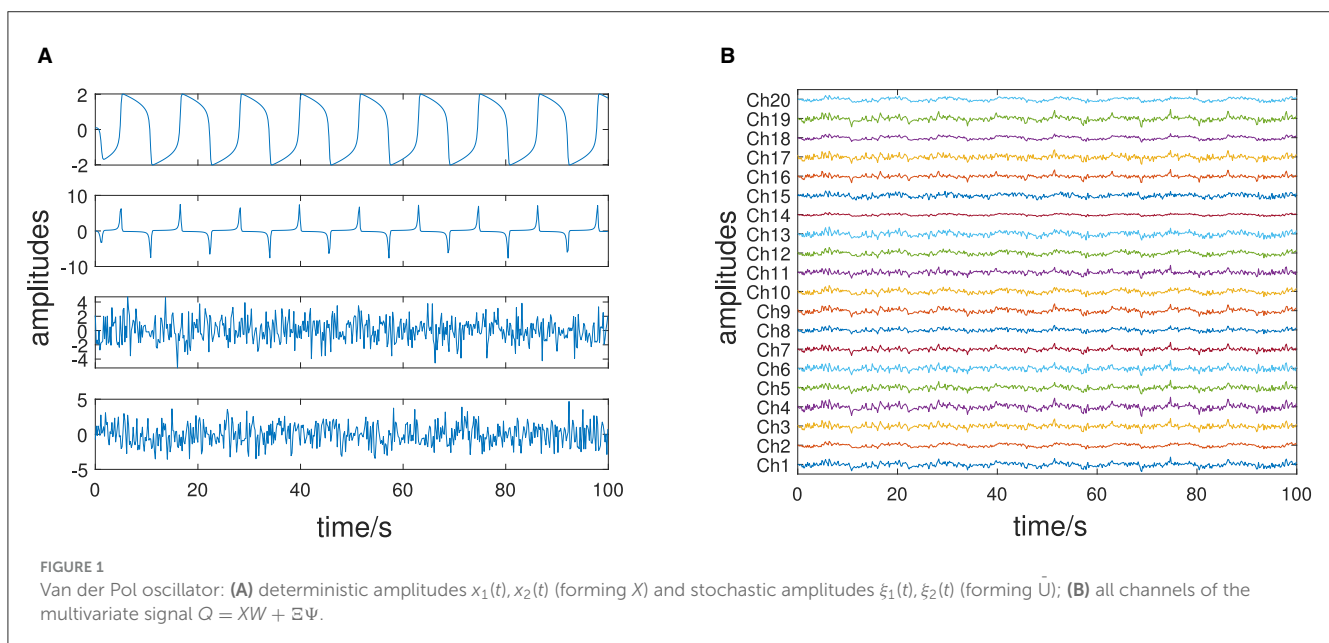 A
B
2
0
-2
10
0
-10
4
2
0
-2
-4
5
0
-5
0
20
40
60
80
100
amplitudes
time/s
Ch20
Ch19
Ch18
Ch17
Ch16
Ch15
Ch14
Ch13
Ch12
Ch11
Ch10
Ch9
Ch8
Ch7
Ch6
Ch5
Ch4
Ch3
Ch2
Ch1
0
20
40
60
80
100
amplitudes
time/s
FIGURE 1
Van der Pol oscillator: (A) deterministic amplitudes x₁(t), x₂(t) (forming X) and stochastic amplitudes ξ₁(t), ξ₂(t) (forming Ū); (B) all channels of the
multivariate signal Q = XW + ΞΨ.